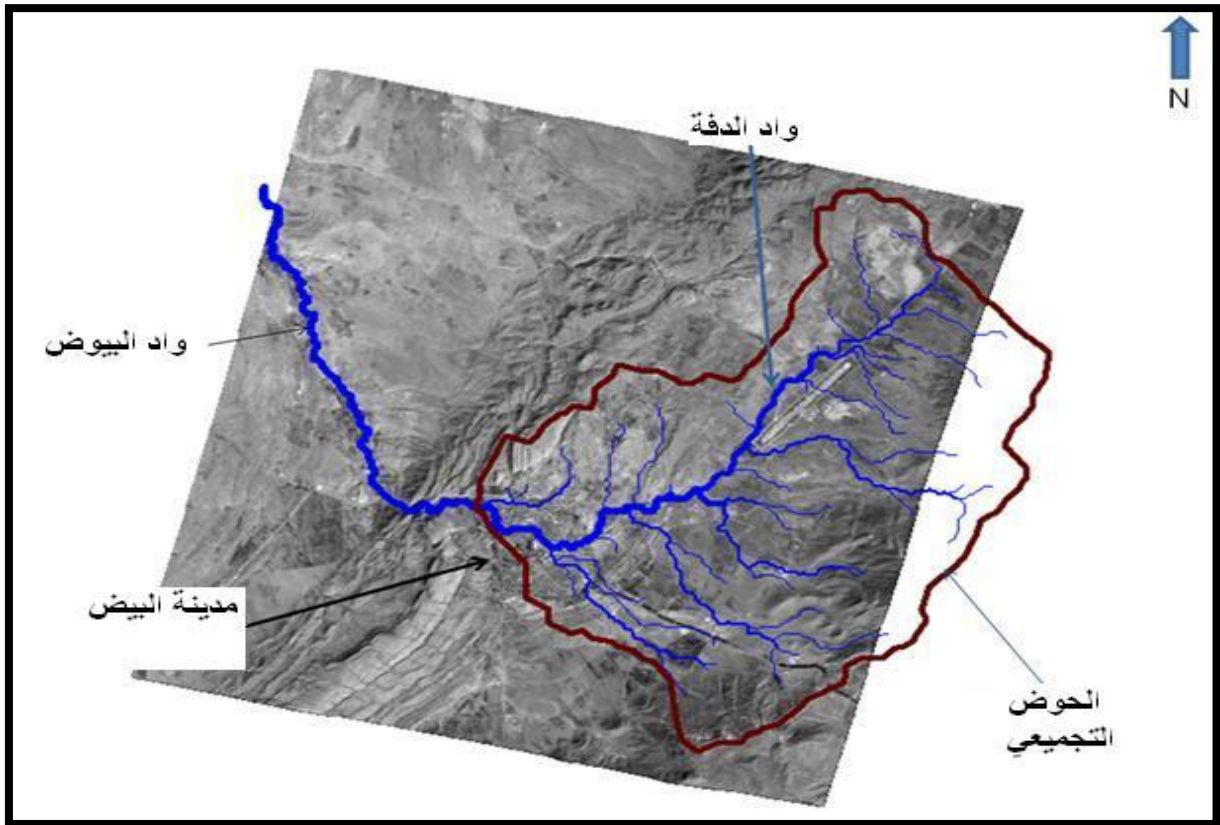 N
واد الدفة
واد البيوض
مدينة البيض
الحوض
التجميعي